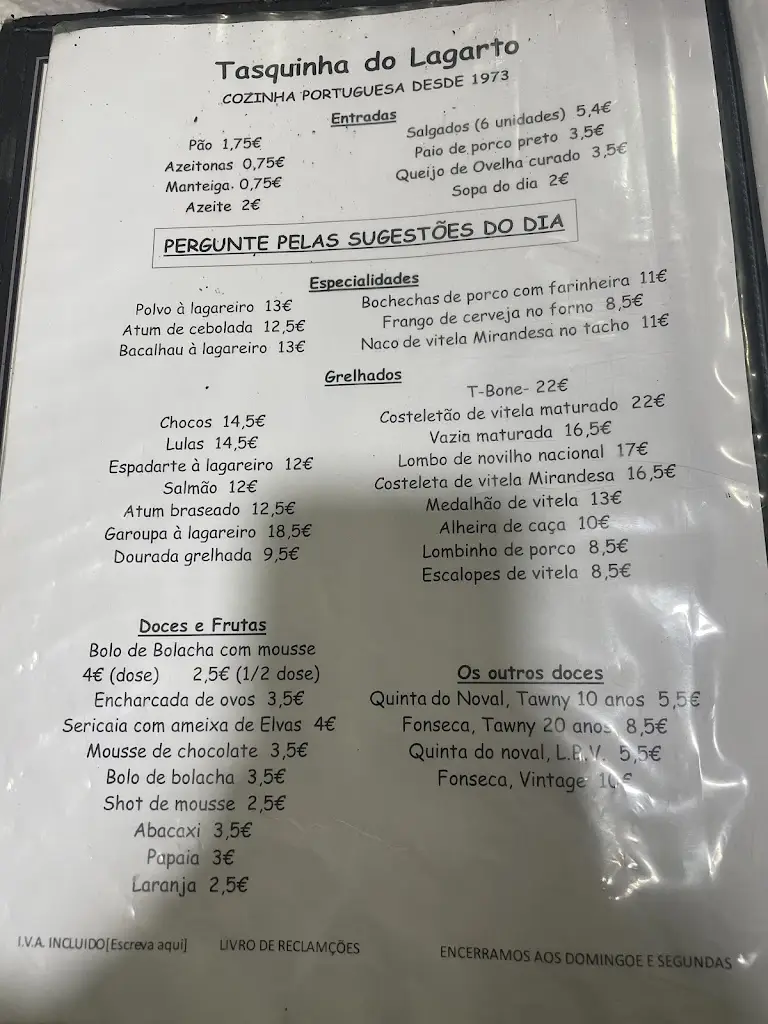 Tasquinha do Lagarto
COZINHA PORTUGUESA DESDE 1973
Entradas
Pão 1,75€
Azeitonas 0,75€
Manteiga. 0,75€
Azeite 2€
Salgados (6 unidades) 5,4€
Paio de porco preto 3,5€
Queijo de Ovelha curado 3,5€
Sopa do dia 2€
PERGUNTE PELAS SUGESTÕES DO DIA
Especialidades
Polvo à lagareiro 13€
Atum de cebolada 12,5€
Bacalhau à lagareiro 13€
Bochechas de porco com farinheira 11€
Frango de cerveja no forno 8,5€
Naco de vitela Mirandesa no tacho 11€
Grelhados
Chocos 14,5€
Lulas 14,5€
Espadarte à lagareiro 12€
Salmão 12€
Atum braseado 12,5€
Garoupa à lagareiro 18,5€
Dourada grelhada 9,5€
T-Bone- 22€
Costeletão de vitela maturado 22€
Vazia maturada 16,5€
Lombo de novilho nacional 17€
Costeleta de vitela Mirandesa 16,5€
Medalhão de vitela 13€
Alheira de caça 10€
Lombinho de porco 8,5€
Escalopes de vitela 8,5€
Doces e Frutas
Bolo de Bolacha com mousse
4€ (dose) 2,5€ (1/2 dose)
Encharcada de ovos 3,5€
Sericaia com ameixa de Elvas 4€
Mousse de chocolate 3,5€
Bolo de bolacha 3,5€
Shot de mousse 2,5€
Abacaxi 3,5€
Papaia 3€
Laranja 2,5€
Os outros doces
Quinta do Noval, Tawny 10 anos 5,5€
Fonseca, Tawny 20 anos 8,5€
Quinta do noval, 5,5€
Fonseca, Vintage
I.V.A. INCLUIDO[Escreva aqui] LIVRO DE RECLAMÇÕES ENCERRAMOS AOS DOMINGOE E SEGUNDAS